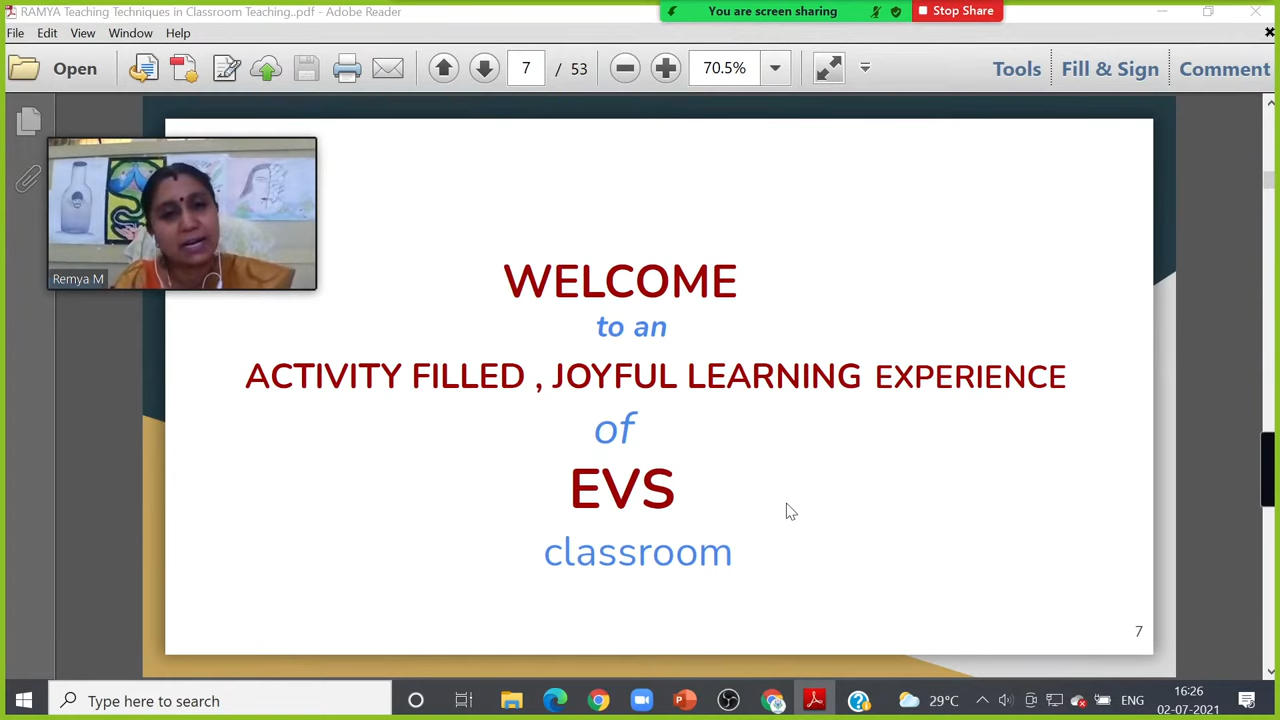 RAMYA Teaching Techniques in Classroom Teaching..pdf - Adobe Reader
You are screen sharing
Stop Share
File Edit View Window Help
Open
7 / 53
70.5%
Tools Fill & Sign Comment
Remya M
WELCOME
to an
ACTIVITY FILLED , JOYFUL LEARNING EXPERIENCE
of
EVS
classroom
7
Type here to search
29°C
ENG
16:26
02-07-2021